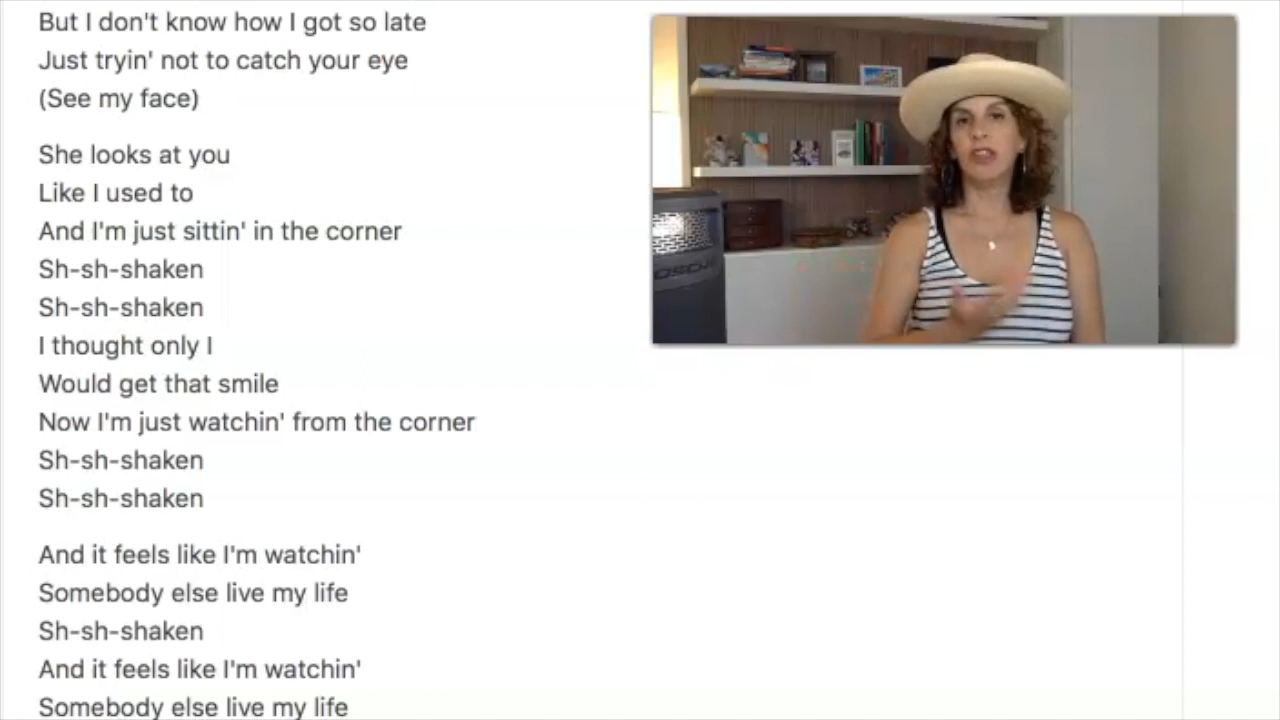 But I don't know how I got so late
Just tryin' not to catch your eye
(See my face)
She looks at you
Like I used to
And I'm just sittin' in the corner
Sh-sh-shaken
Sh-sh-shaken
I thought only I
Would get that smile
Now I'm just watchin' from the corner
Sh-sh-shaken
Sh-sh-shaken
And it feels like I'm watchin'
Somebody else live my life
Sh-sh-shaken
And it feels like I'm watchin'
Somebody else live my life